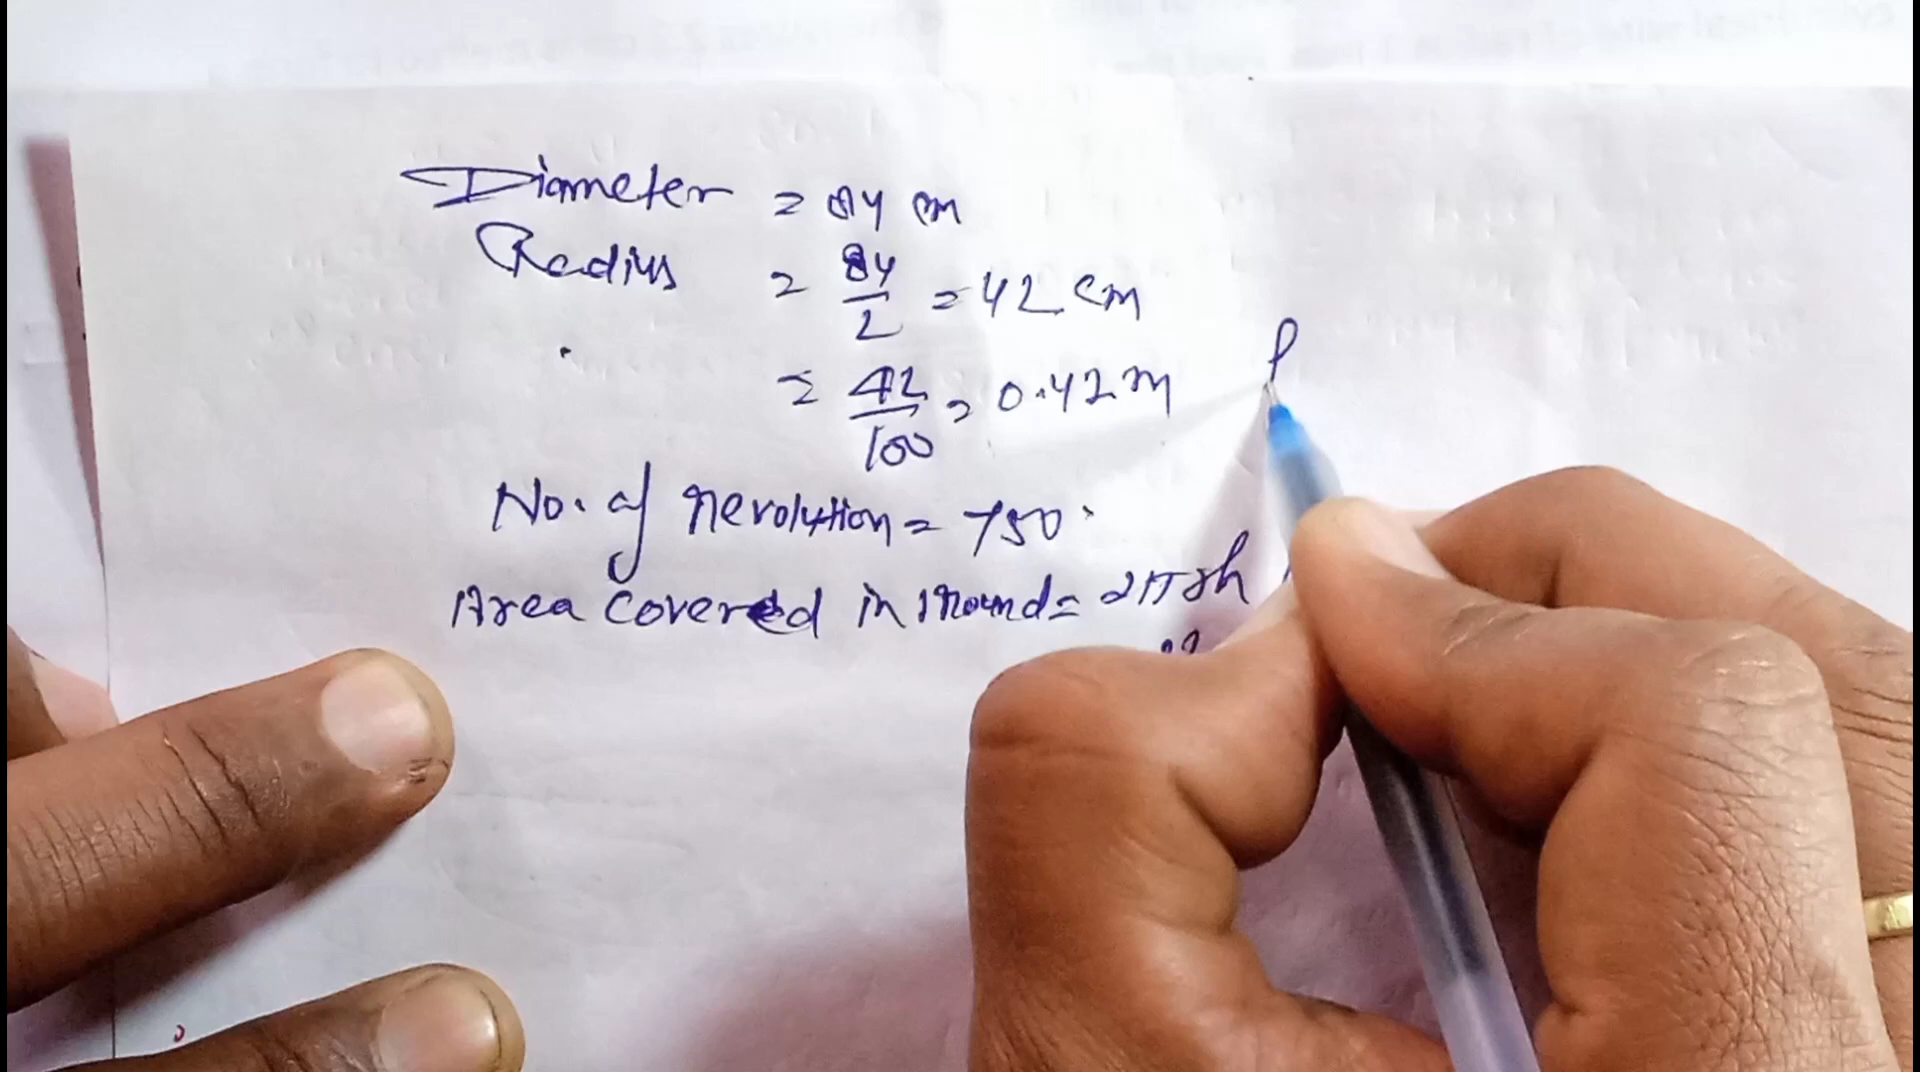 Diameter = 84 cm
Radius = 84/2 = 42 cm
= 42/100 = 0.42 m
No. of revolution = 750
Area covered in 1 round = 2πrh